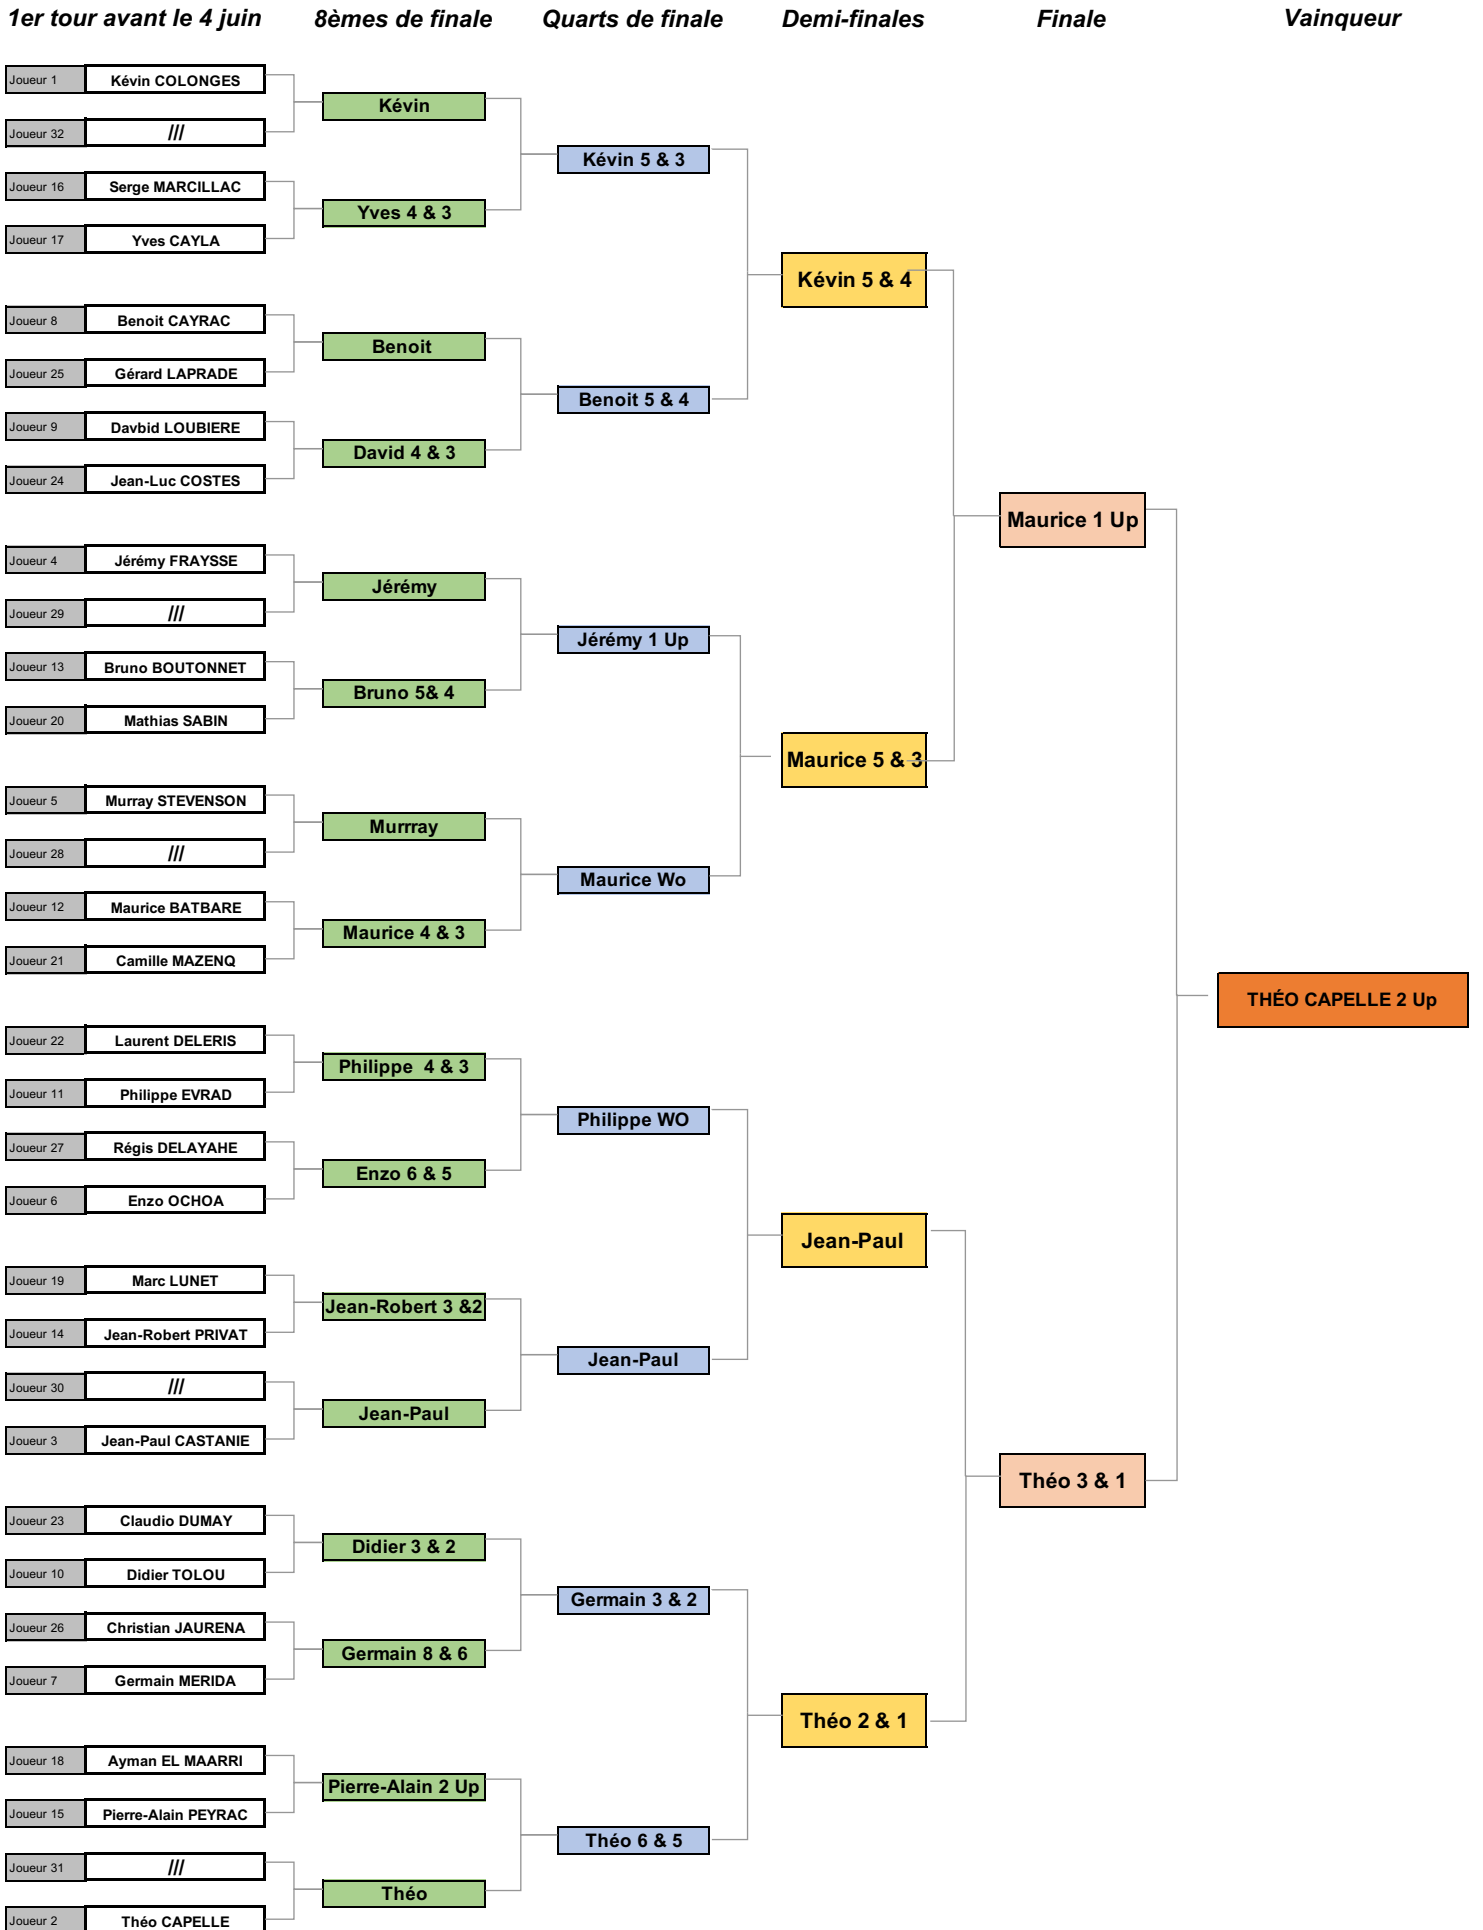 1er tour avant le 4 juin 8èmes de finale Quarts de finale Demi-finales Finale Vainqueur
Joueur 1 Kévin COLONGES
Kévin
Joueur 32 ///
Kévin 5 & 3
Joueur 16 Serge MARCILLAC
Yves 4 & 3
Joueur 17 Yves CAYLA
Kévin 5 & 4
Joueur 8 Benoit CAYRAC
Benoit
Joueur 25 Gérard LAPRADE
Benoit 5 & 4
Joueur 9 Davbid LOUBIERE
David 4 & 3
Joueur 24 Jean-Luc COSTES
Maurice 1 Up
Joueur 4 Jérémy FRAYSSE
Jérémy
Joueur 29 ///
Jérémy 1 Up
Joueur 13 Bruno BOUTONNET
Bruno 5& 4
Joueur 20 Mathias SABIN
Maurice 5 & 3
Joueur 5 Murray STEVENSON
Murrray
Joueur 28 ///
Maurice Wo
Joueur 12 Maurice BATBARE
Maurice 4 & 3
Joueur 21 Camille MAZENQ
THÉO CAPELLE 2 Up
Joueur 22 Laurent DELERIS
Philippe  4 & 3
Joueur 11 Philippe EVRAD
Philippe WO
Joueur 27 Régis DELAYAHE
Enzo 6 & 5
Joueur 6 Enzo OCHOA
Jean-Paul
Joueur 19 Marc LUNET
Jean-Robert 3 &2
Joueur 14 Jean-Robert PRIVAT
Jean-Paul
Joueur 30 ///
Jean-Paul
Joueur 3 Jean-Paul CASTANIE
Théo 3 & 1
Joueur 23 Claudio DUMAY
Didier 3 & 2
Joueur 10 Didier TOLOU
Germain 3 & 2
Joueur 26 Christian JAURENA
Germain 8 & 6
Joueur 7 Germain MERIDA
Théo 2 & 1
Joueur 18 Ayman EL MAARRI
Pierre-Alain 2 Up
Joueur 15 Pierre-Alain PEYRAC
Théo 6 & 5
Joueur 31 ///
Théo
Joueur 2 Théo CAPELLE